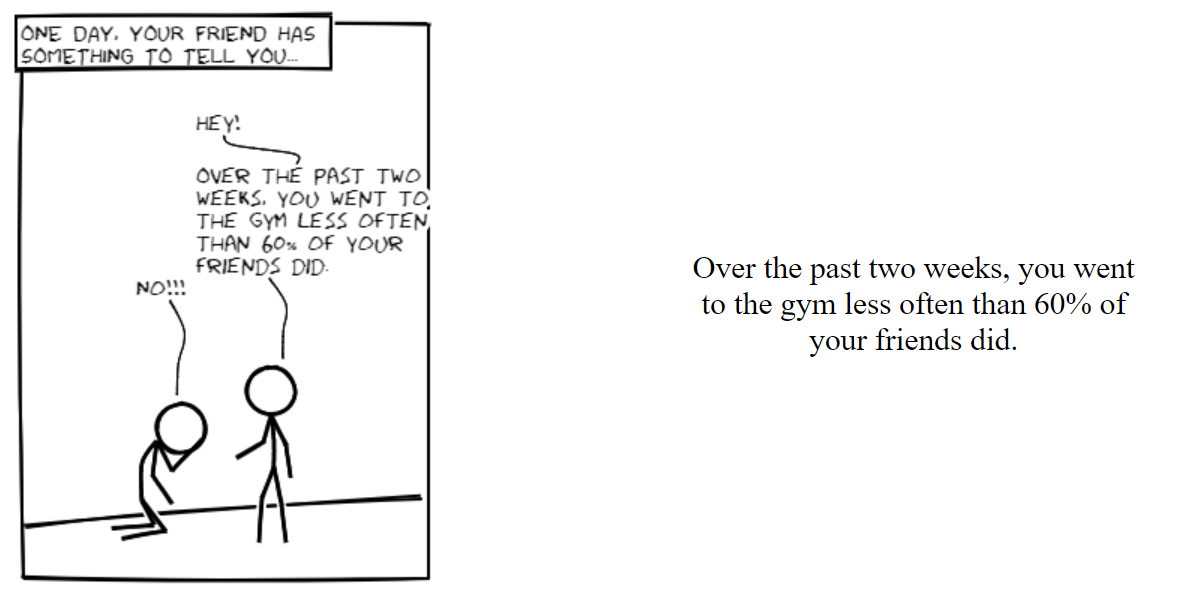 ONE DAY, YOUR FRIEND HAS
SOMETHING TO TELL YOU...
HEY!
OVER THE PAST TWO
WEEKS, YOU WENT TO
THE GYM LESS OFTEN
THAN 60% OF YOUR
FRIENDS DID.
NO!!!
Over the past two weeks, you went
to the gym less often than 60% of
your friends did.